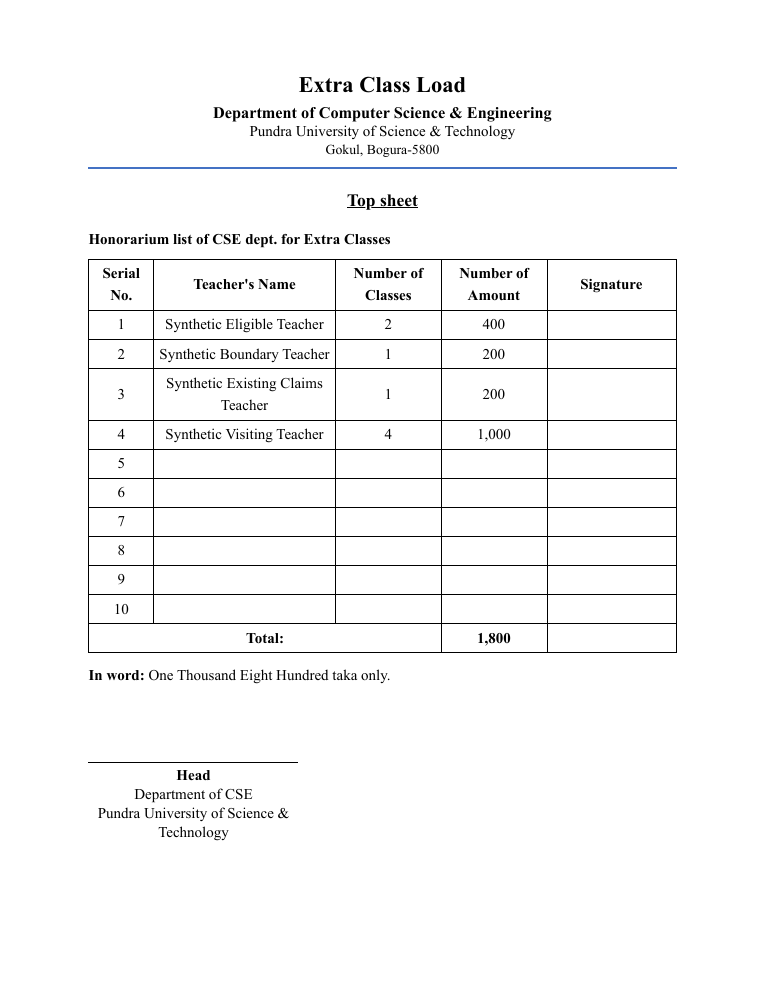 Extra Class Load
Department of Computer Science & Engineering
Pundra University of Science & Technology
Gokul, Bogura-5800
Top sheet
Honorarium list of CSE dept. for Extra Classes
Serial No. Teacher's Name Number of Classes Number of Amount Signature
1 Synthetic Eligible Teacher 2 400
2 Synthetic Boundary Teacher 1 200
3 Synthetic Existing Claims Teacher 1 200
4 Synthetic Visiting Teacher 4 1,000
5
6
7
8
9
10
Total: 1,800
In word: One Thousand Eight Hundred taka only.
Head
Department of CSE
Pundra University of Science &
Technology